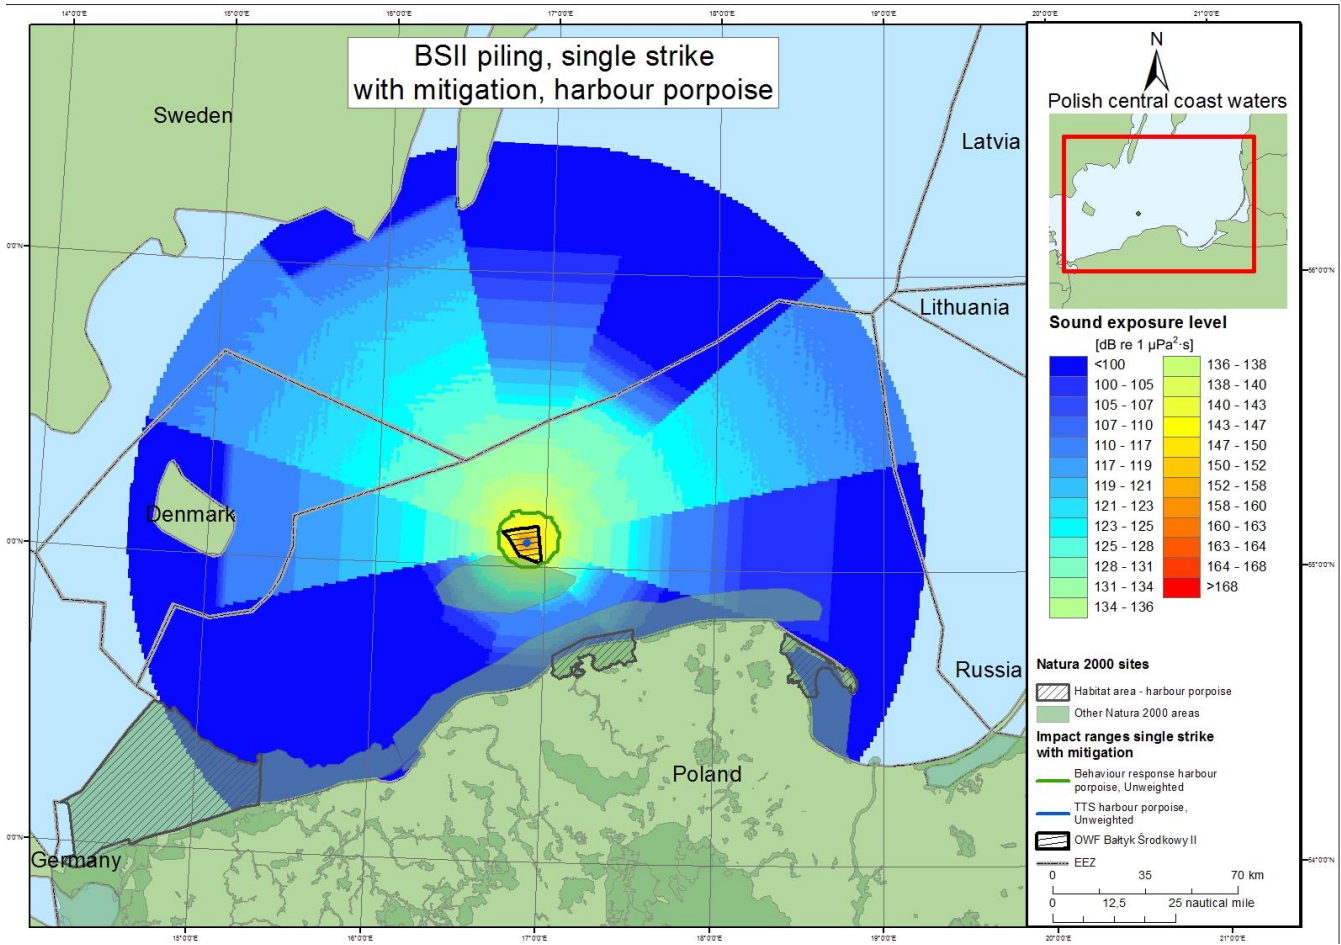 14°0'0"E 15°0'0"E 16°0'0"E 17°0'0"E 18°0'0"E 19°0'0"E 20°0'0"E 21°0'0"E
BSII piling, single strike
with mitigation, harbour porpoise
Sweden
Latvia
Lithuania
Denmark
Russia
Poland
Germany
0'0"N
0'0"N
0'0"N
56°0'0"N
55°0'0"N
54°0'0"N
15°0'0"E 16°0'0"E 17°0'0"E 18°0'0"E 19°0'0"E 20°0'0"E 21°0'0"E
N
Polish central coast waters
Sound exposure level
[dB re 1 µPa²·s]
<100
100 - 105
105 - 107
107 - 110
110 - 117
117 - 119
119 - 121
121 - 123
123 - 125
125 - 128
128 - 131
131 - 134
134 - 136
136 - 138
138 - 140
140 - 143
143 - 147
147 - 150
150 - 152
152 - 158
158 - 160
160 - 163
163 - 164
164 - 168
>168
Natura 2000 sites
Habitat area - harbour porpoise
Other Natura 2000 areas
Impact ranges single strike
with mitigation
Behaviour response harbour
porpoise, Unweighted
TTS harbour porpoise,
Unweighted
OWF Bałtyk Środkowy II
EEZ
0 35 70 km
0 12,5 25 nautical mile